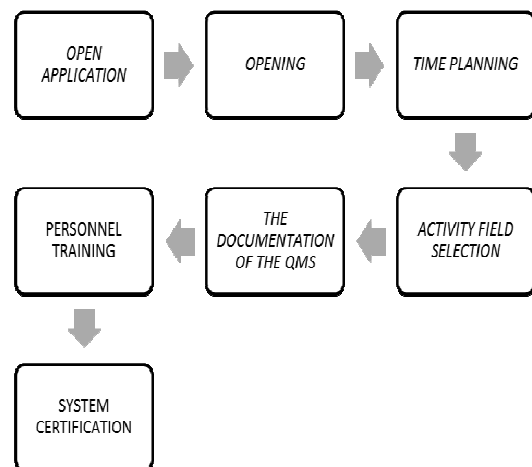 OPEN
APPLICATION
OPENING
TIME PLANNING
ACTIVITY FIELD
SELECTION
THE
DOCUMENTATION
OF THE QMS
PERSONNEL
TRAINING
SYSTEM
CERTIFICATION